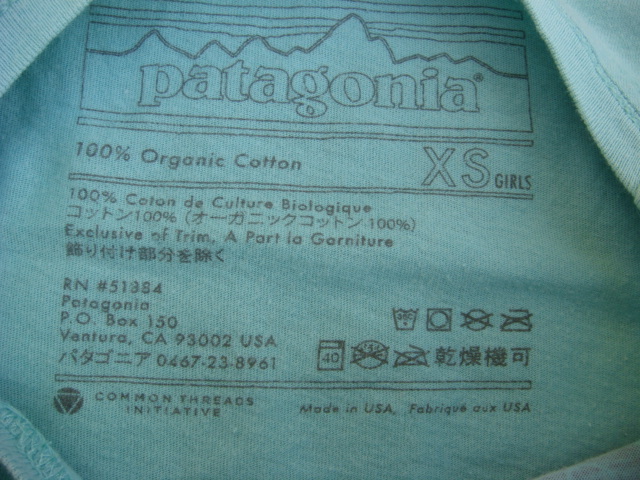 patagonia®
100% Organic Cotton XS GIRLS
100% Coton de Culture Biologique
コットン100% (オーガニックコットン 100%)
Exclusive of Trim, A Part la Garniture
飾り付け部分を除く
RN #51884
Patagonia
P.O. Box 150
Ventura, CA 93002 USA
パタゴニア 0467-23-8961
40 乾燥機可
COMMON THREADS
INITIATIVE
Made in USA, Fabriqué aux USA